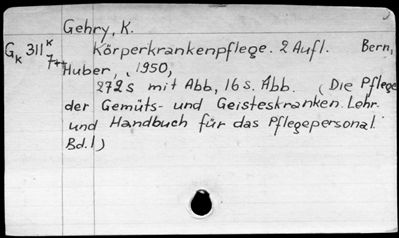 Gehry, K.
Gk 311 K 7++
Körperkrankenpflege. 2 Aufl. Bern,
Huber, 1950,
272 s mit Abb, 16 s. Abb. (Die Pflege
der Gemüts- und Geisteskranken. Lehr.
und Handbuch für das Pflegepersonal.
Bd. 1)